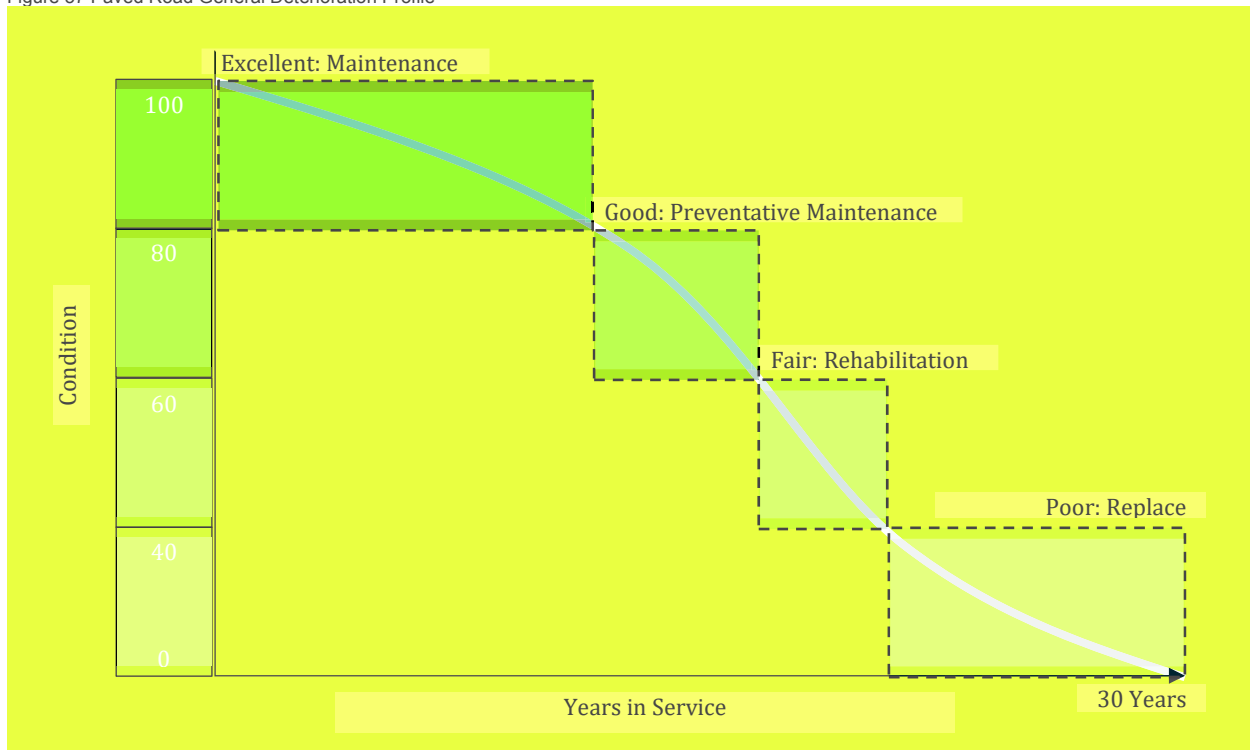 Figure 37 Paved Road General Deterioration Profile
Excellent: Maintenance
100
Good: Preventative Maintenance
80
Condition
Fair: Rehabilitation
60
Poor: Replace
40
0
30 Years
Years in Service